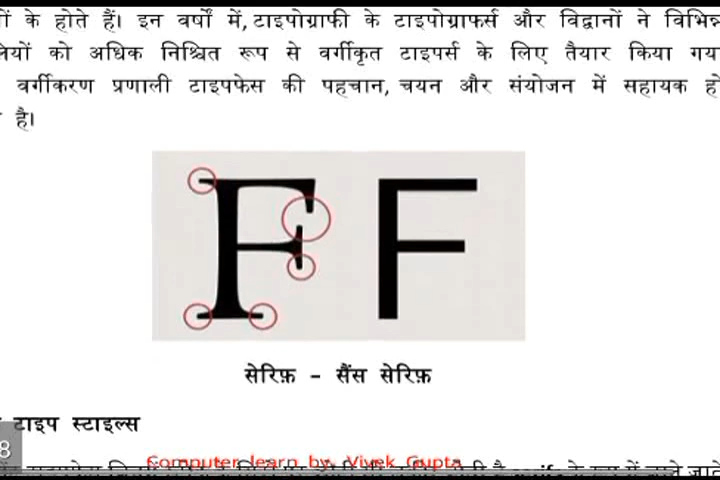 के होते हैं। इन वर्षों में, टाइपोग्राफी के टाइपोग्राफर्स और विद्वानों ने विभिन्न
को अधिक निश्चित रूप से वर्गीकृत टाइपर्स के लिए तैयार किया गया
वर्गीकरण प्रणाली टाइपफेस की पहचान, चयन और संयोजन में सहायक हो
है।
F F
सेरिफ़ – सैंस सेरिफ़
टाइप स्टाइल्स
8
Computer learn by Vivek Gupta